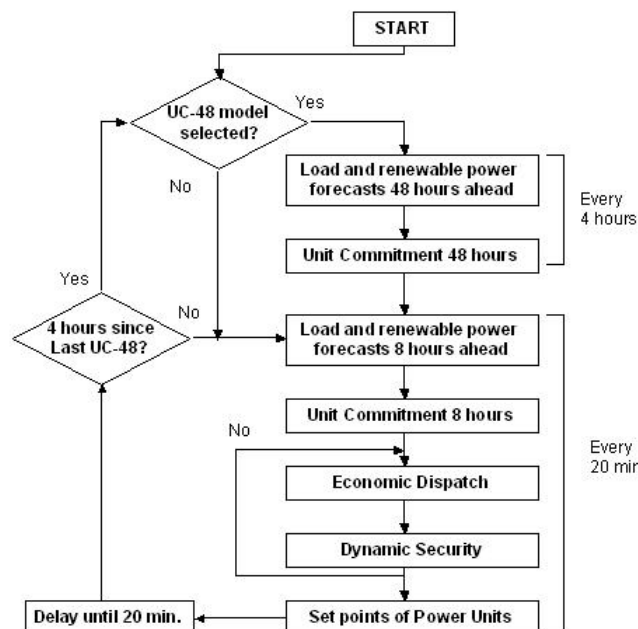 START
UC-48 model
selected?
Yes
No
Load and renewable power
forecasts 48 hours ahead
Every
4 hours
Unit Commitment 48 hours
Yes
4 hours since
Last UC-48?
No
Load and renewable power
forecasts 8 hours ahead
Unit Commitment 8 hours
No
Every
20 min
Economic Dispatch
Dynamic Security
Delay until 20 min.
Set points of Power Units